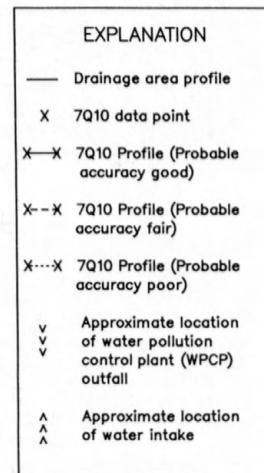 EXPLANATION
Drainage area profile
X 7Q10 data point
X—X 7Q10 Profile (Probable
accuracy good)
X--X 7Q10 Profile (Probable
accuracy fair)
X····X 7Q10 Profile (Probable
accuracy poor)
Approximate location
of water pollution
control plant (WPCP)
outfall
Approximate location
of water intake